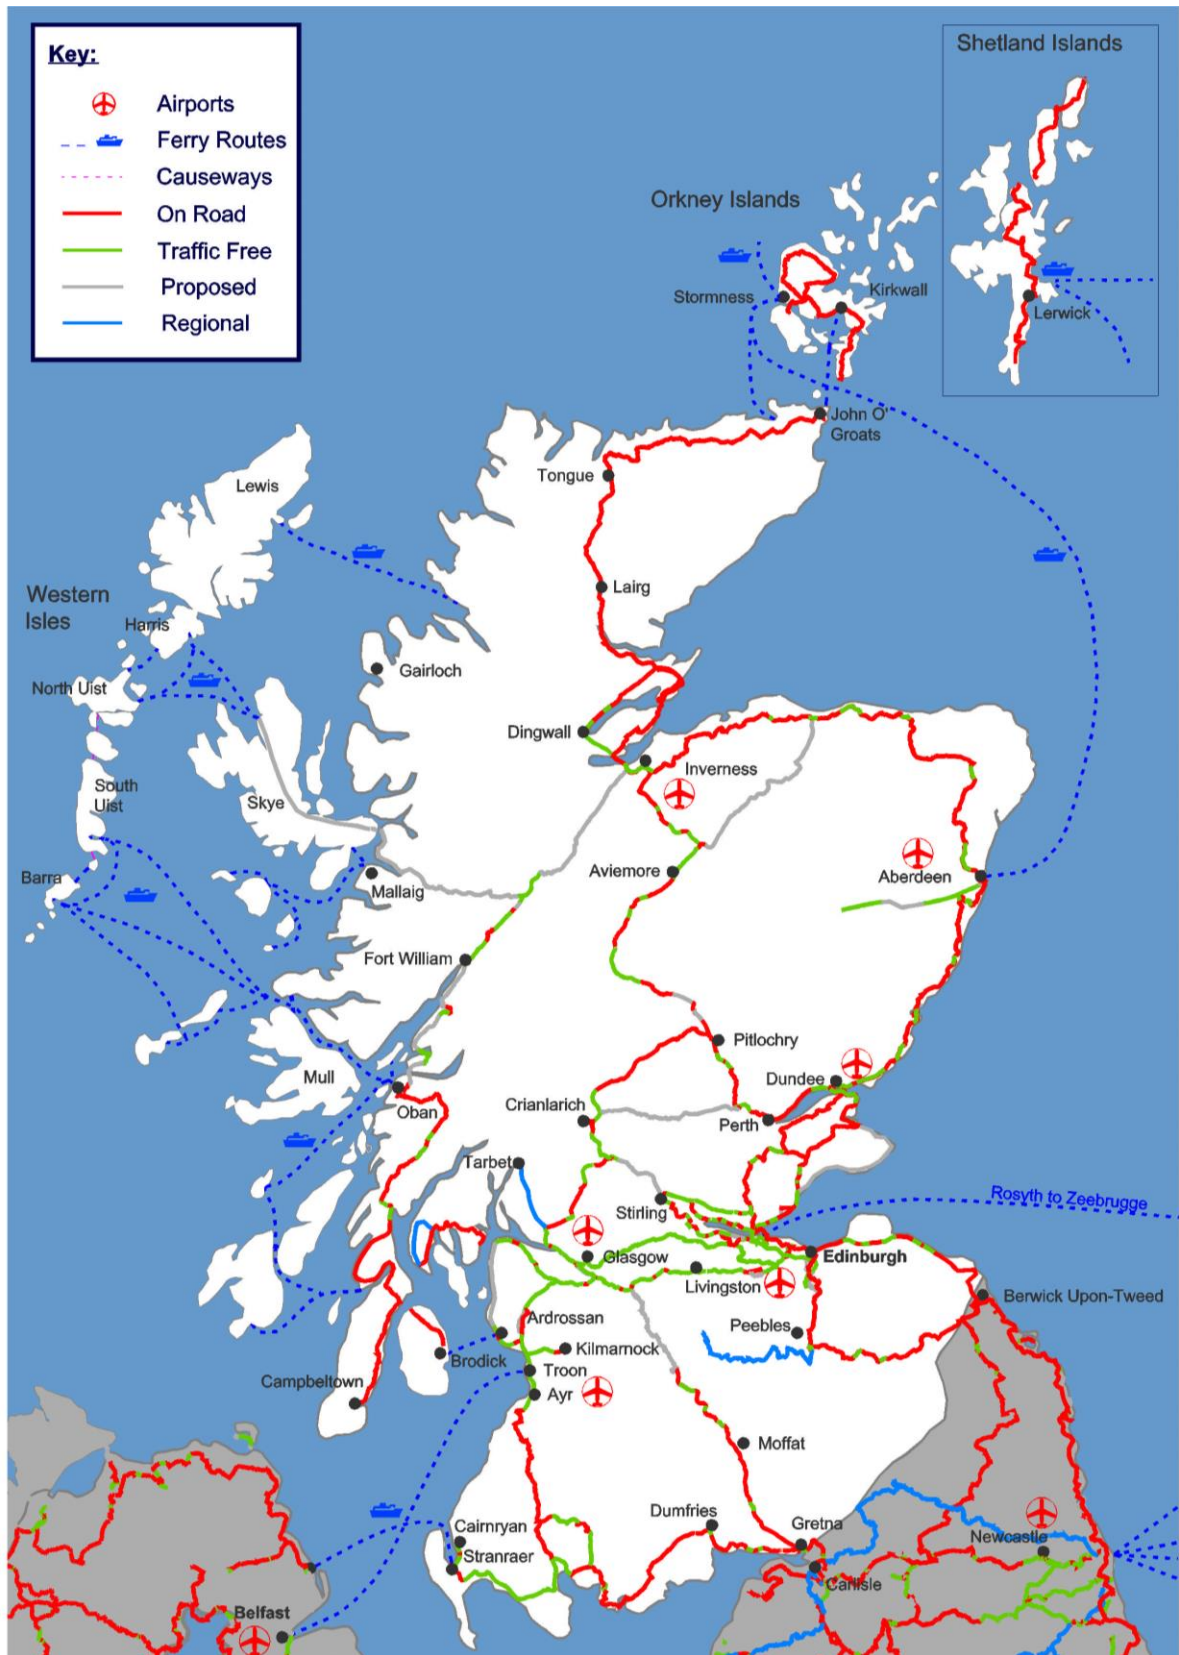 Key:
Airports
Ferry Routes
Causeways
On Road
Traffic Free
Proposed
Regional
Shetland Islands
Lerwick
Orkney Islands
Stormness
Kirkwall
John O'
Groats
Tongue
Lewis
Lairg
Western
Isles
Harris
Gairloch
North Uist
Dingwall
Inverness
South
Uist
Skye
Aviemore
Aberdeen
Barra
Mallaig
Fort William
Pitlochry
Mull
Dundee
Oban
Crianlarich
Perth
Tarbet
Rosyth to Zeebrugge
Stirling
Glasgow
Edinburgh
Livingston
Berwick Upon-Tweed
Ardrossan
Peebles
Kilmarnock
Brodick
Troon
Campbeltown
Ayr
Moffat
Dumfries
Gretna
Cairnryan
Newcastle
Stranraer
Carlisle
Belfast